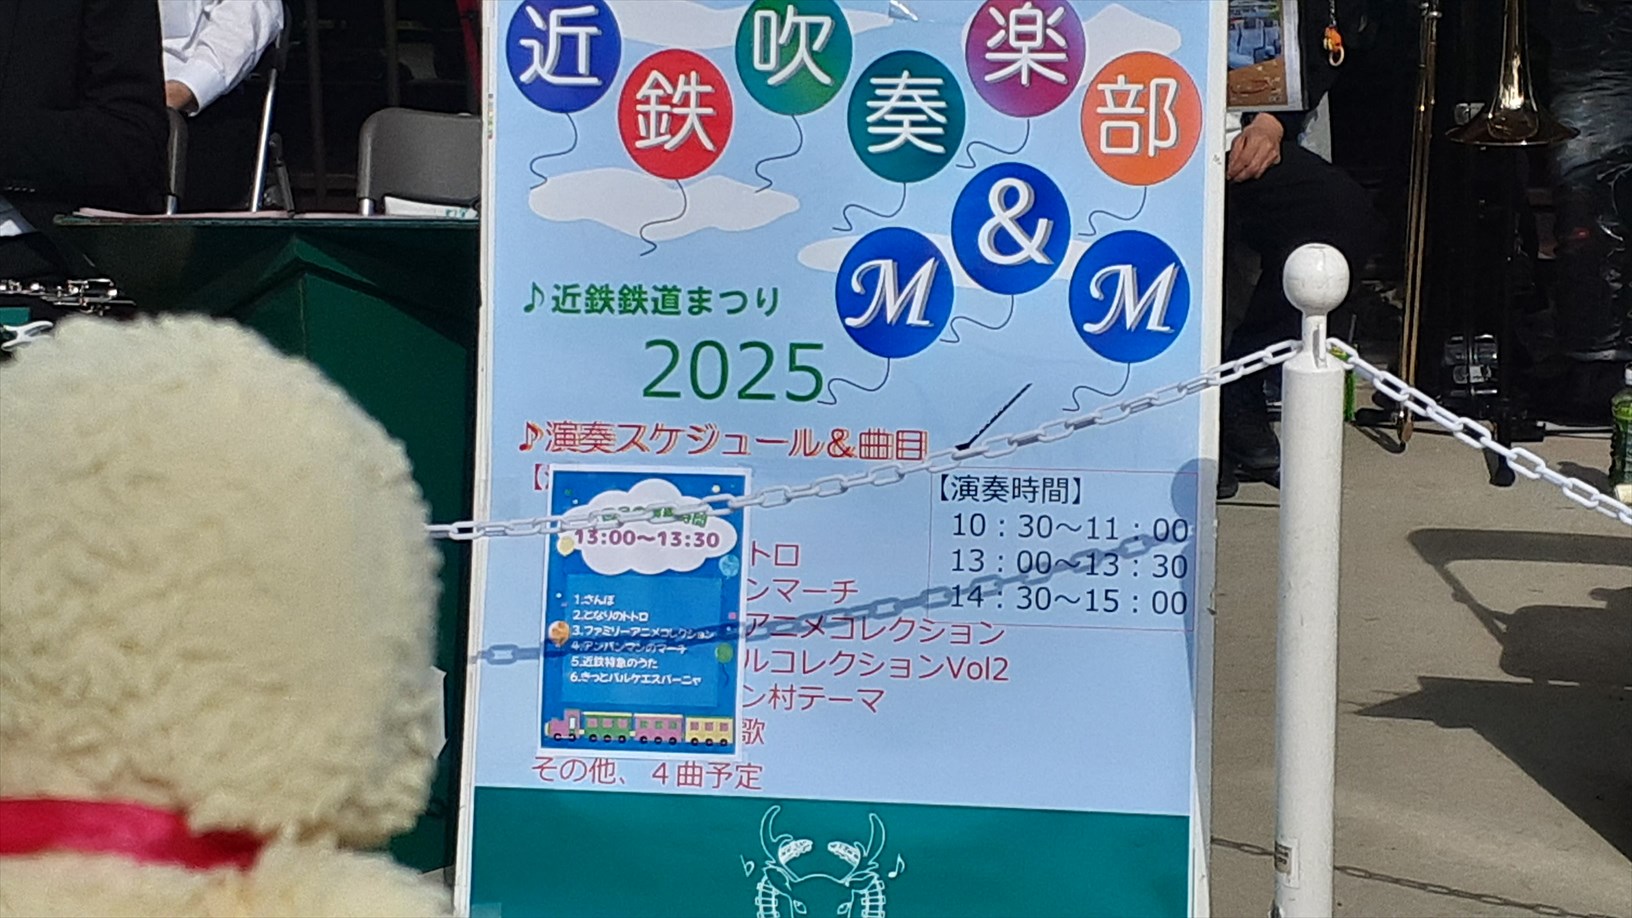 近鉄吹奏楽部
M&M
♪近鉄鉄道まつり
2025
♪演奏スケジュール&曲目
【演奏時間】
10：30～11：00
13：00～13：30
14：30～15：00
13:00～13:30
1.さんぽ
2.となりのトトロ
3.ファミリーアニメコレクション
4.アンパンマンのマーチ
5.近鉄特急のうた
6.きっとパルケエスパーニャ
トロ
ンマーチ
アニメコレクション
ルコレクションVol2
ン村テーマ
歌
その他、４曲予定